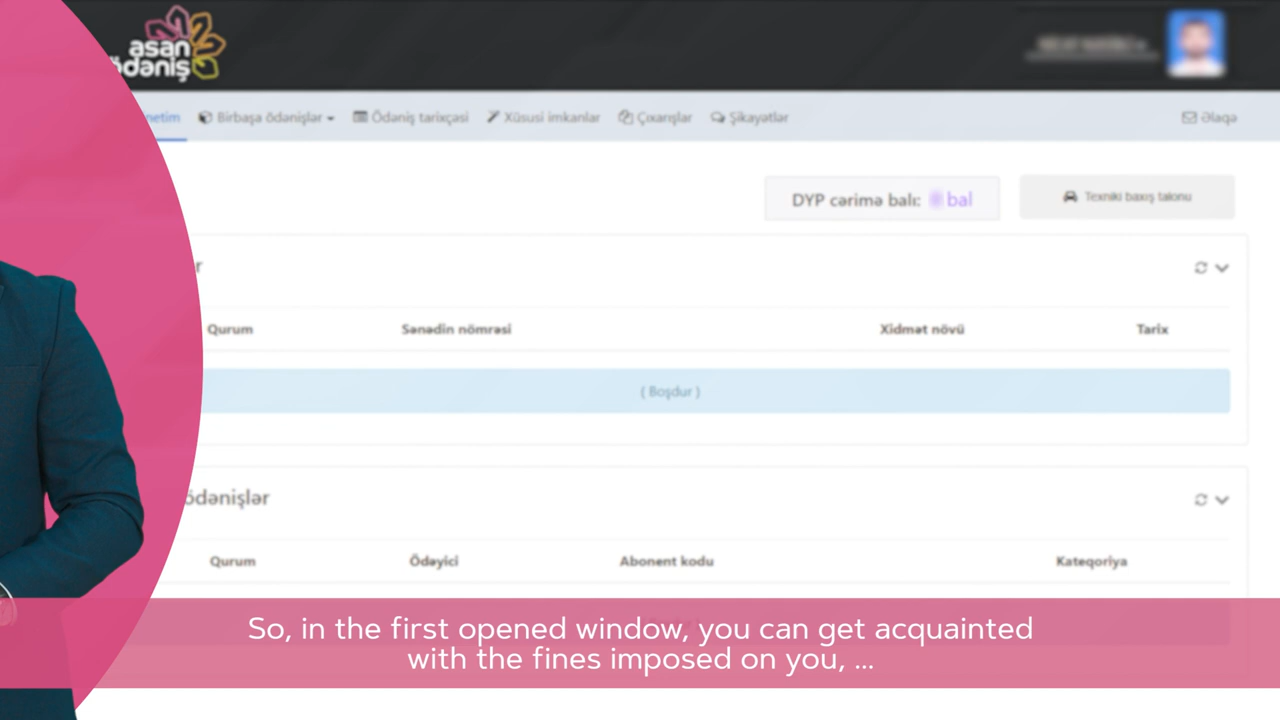 asan
ödəniş
Birbaşa ödənişlər
Ödəniş tarixçəsi
Xüsusi imkanlar
Çıxarışlar
Şikayətlər
Əlaqə
DYP cərimə balı: bal
Texniki baxış talonu
Qurum
Sənədin nömrəsi
Xidmət növü
Tarix
( Boşdur )
ödənişlər
Qurum
Ödəyici
Abonent kodu
Kateqoriya
So, in the first opened window, you can get acquainted
with the fines imposed on you, ...